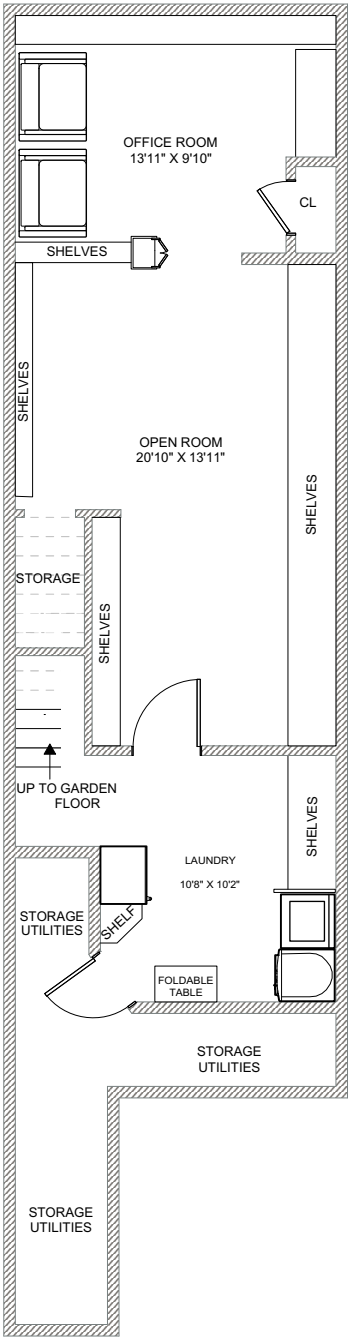 OFFICE ROOM
13'11" X 9'10"
CL
SHELVES
SHELVES
OPEN ROOM
20'10" X 13'11"
SHELVES
STORAGE
SHELVES
UP TO GARDEN
FLOOR
SHELVES
LAUNDRY
10'8" X 10'2"
SHELF
STORAGE
UTILITIES
FOLDABLE
TABLE
STORAGE
UTILITIES
STORAGE
UTILITIES